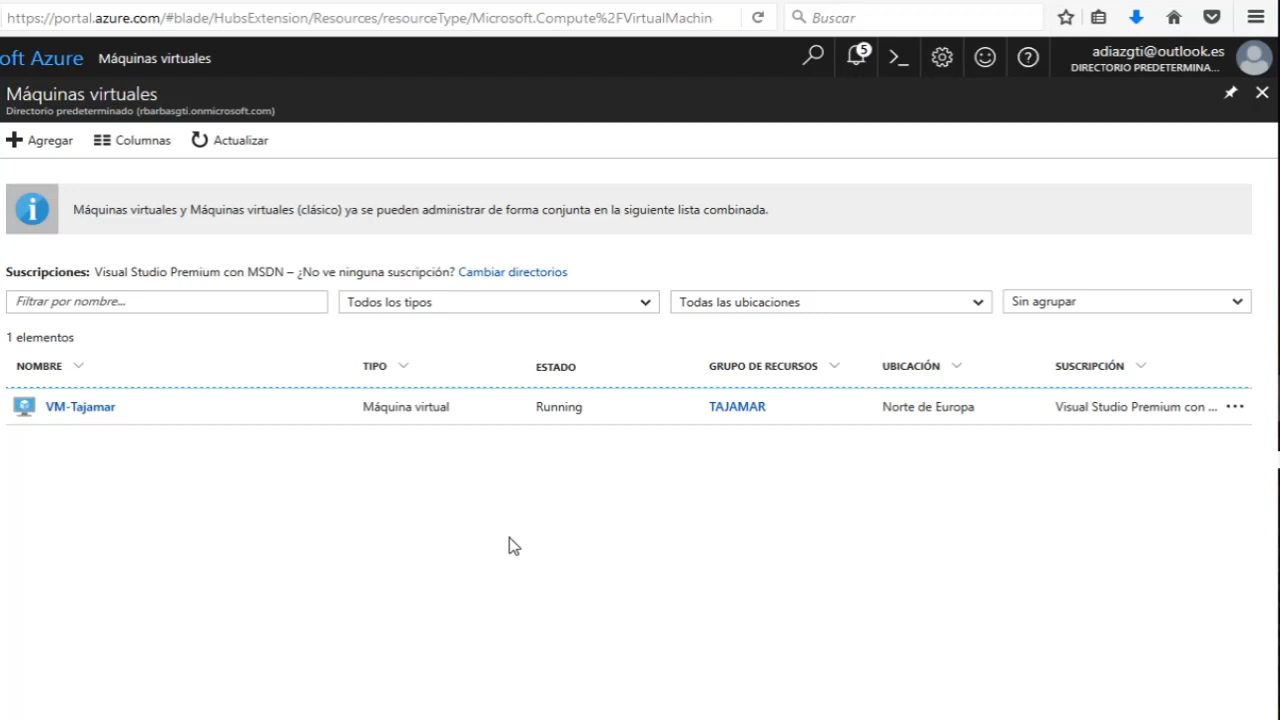 https://portal.azure.com/#blade/HubsExtension/Resources/resourceType/Microsoft.Compute%2FVirtualMachin
Buscar
oft Azure Máquinas virtuales
5
adiazgti@outlook.es
DIRECTORIO PREDETERMINA...
Máquinas virtuales
Directorio predeterminado (rbarbasgti.onmicrosoft.com)
Agregar Columnas Actualizar
Máquinas virtuales y Máquinas virtuales (clásico) ya se pueden administrar de forma conjunta en la siguiente lista combinada.
Suscripciones: Visual Studio Premium con MSDN – ¿No ve ninguna suscripción? Cambiar directorios
Filtrar por nombre... Todos los tipos Todas las ubicaciones Sin agrupar
1 elementos
NOMBRE TIPO ESTADO GRUPO DE RECURSOS UBICACIÓN SUSCRIPCIÓN
VM-Tajamar Máquina virtual Running TAJAMAR Norte de Europa Visual Studio Premium con ...